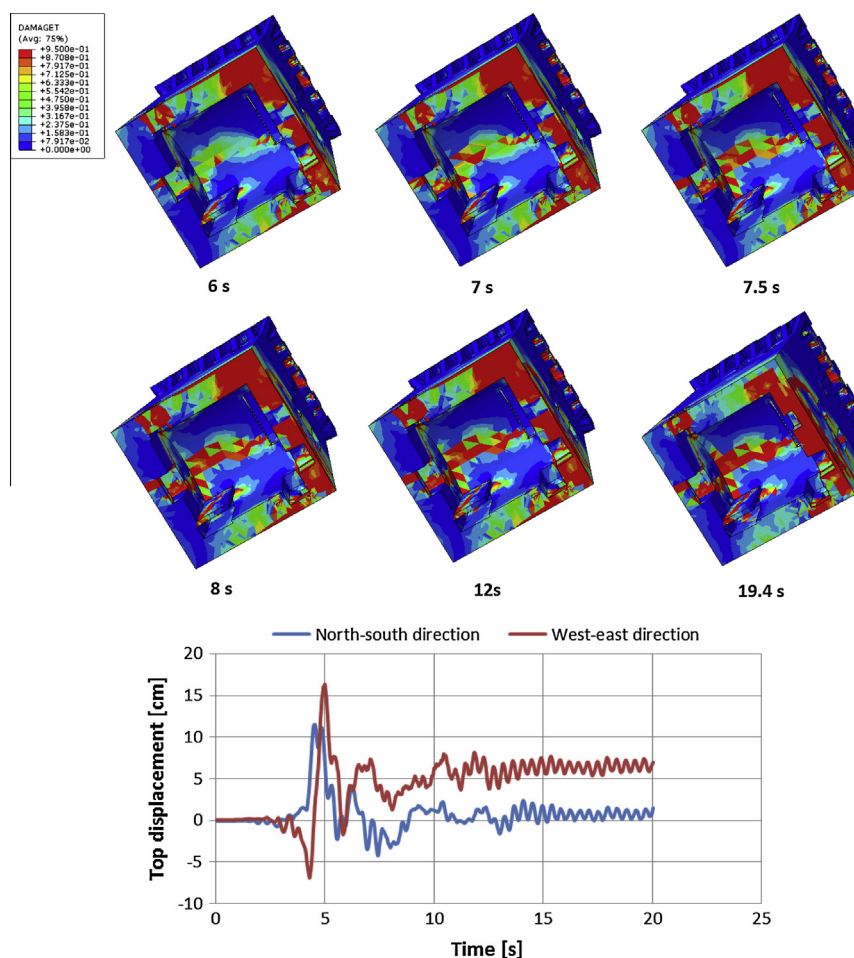 DAMAGET
(Avg: 75%)
+9.500e-01
+8.708e-01
+7.917e-01
+7.125e-01
+6.333e-01
+5.542e-01
+4.750e-01
+3.958e-01
+3.167e-01
+2.375e-01
+1.583e-01
+7.917e-02
+0.000e+00
6 s
7 s
7.5 s
8 s
12s
19.4 s
North-south direction
West-east direction
Top displacement [cm]
20
15
10
5
0
-5
-10
0
5
10
15
20
25
Time [s]